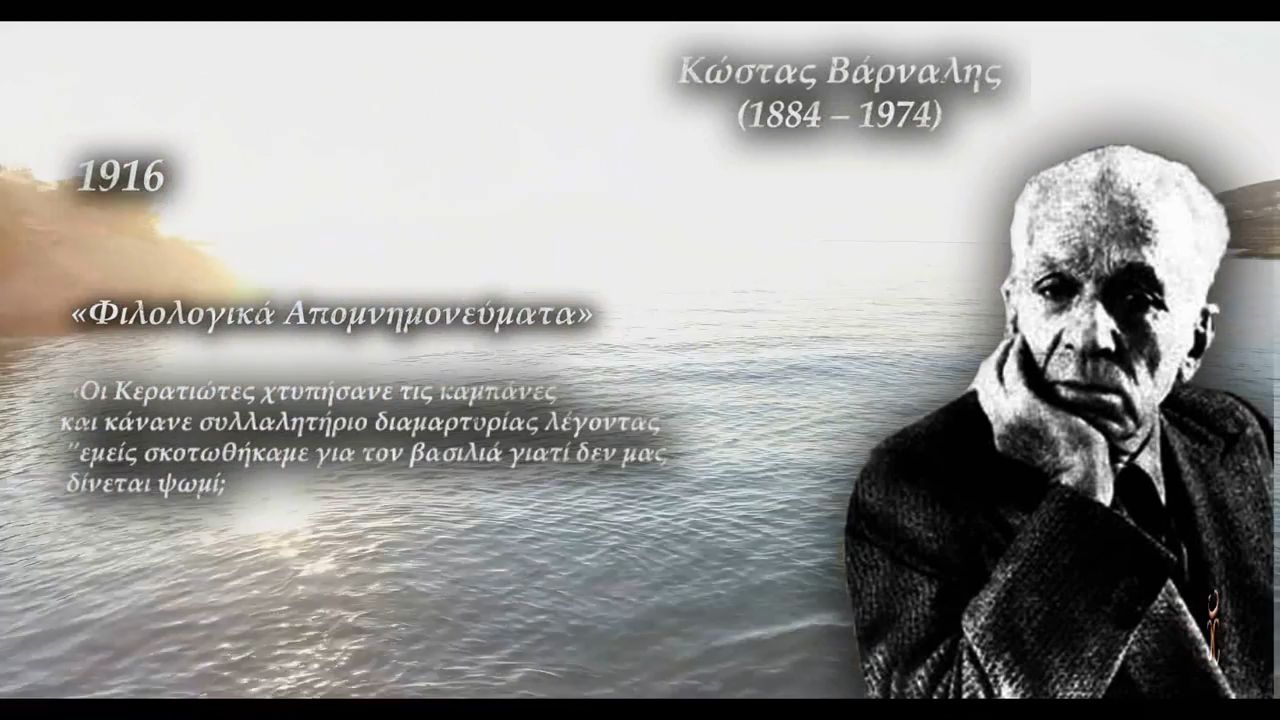 Κώστας Βάρναλης
(1884 – 1974)
1916
«Φιλολογικά Απομνημονεύματα»
«Οι Κερατιώτες χτυπήσανε τις καμπάνες
και κάνανε συλλαλητήριο διαμαρτυρίας λέγοντας
"εμείς σκοτωθήκαμε για τον βασιλιά γιατί δεν μας
δίνεται ψωμί;